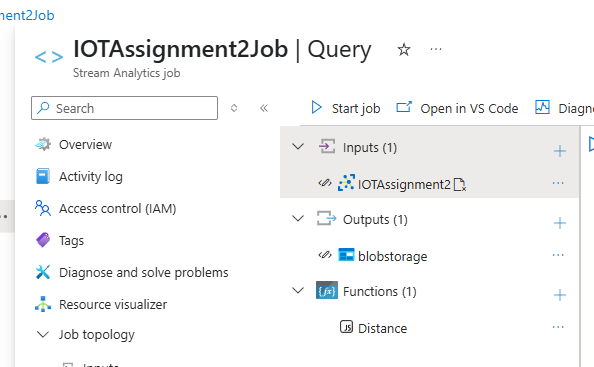 ment2Job
IOTAssignment2Job | Query
Stream Analytics job
Search
Overview
Activity log
Access control (IAM)
Tags
Diagnose and solve problems
Resource visualizer
Job topology
Start job
Open in VS Code
Diagn
Inputs (1)
IOTAssignment2
Outputs (1)
blobstorage
Functions (1)
Distance